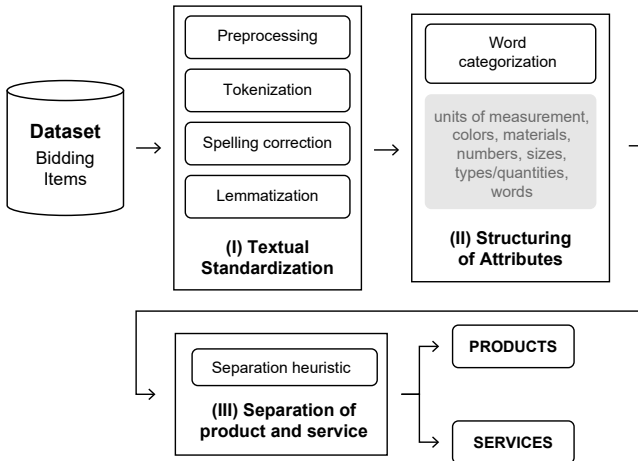 Dataset
Bidding
Items
Preprocessing
Tokenization
Spelling correction
Lemmatization
(I) Textual
Standardization
Word
categorization
units of measurement,
colors, materials,
numbers, sizes,
types/quantities,
words
(II) Structuring
of Attributes
Separation heuristic
(III) Separation of
product and service
PRODUCTS
SERVICES